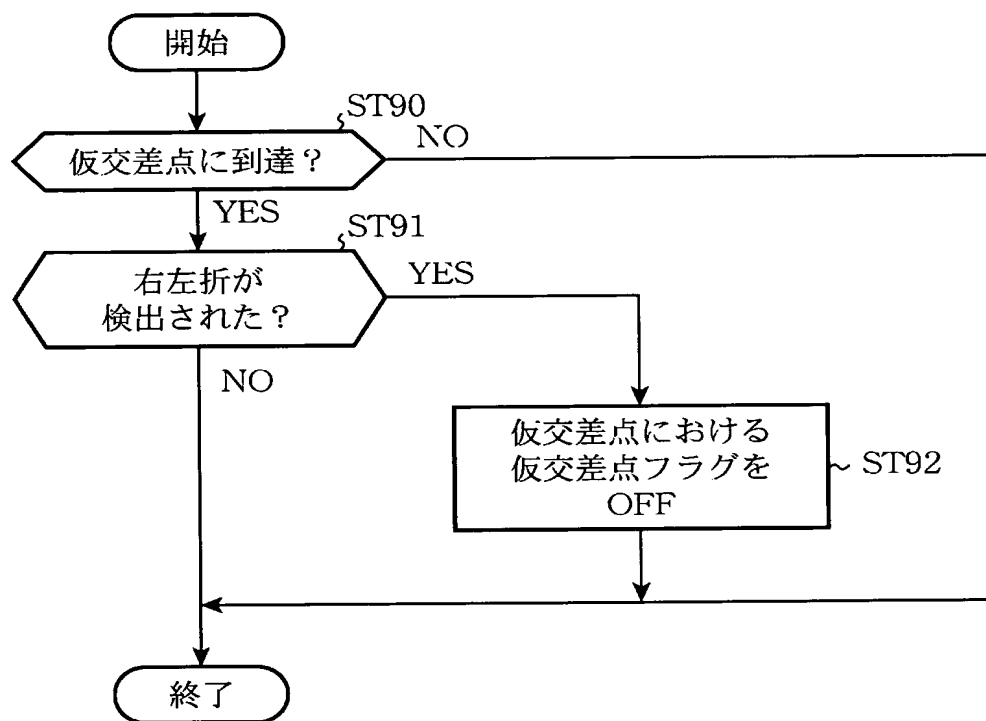 開始
ST90
仮交差点に到達？
NO
YES
ST91
右左折が
検出された？
YES
NO
仮交差点における
仮交差点フラグを
OFF
ST92
終了